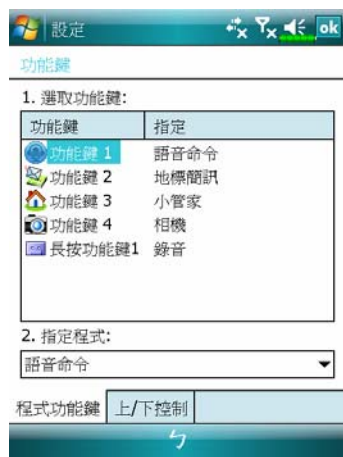 設定 ok
功能鍵
1. 選取功能鍵:
功能鍵 指定
功能鍵 1 語音命令
功能鍵 2 地標簡訊
功能鍵 3 小管家
功能鍵 4 相機
長按功能鍵1 錄音
2. 指定程式:
語音命令
程式功能鍵 上/下控制
ㄅ